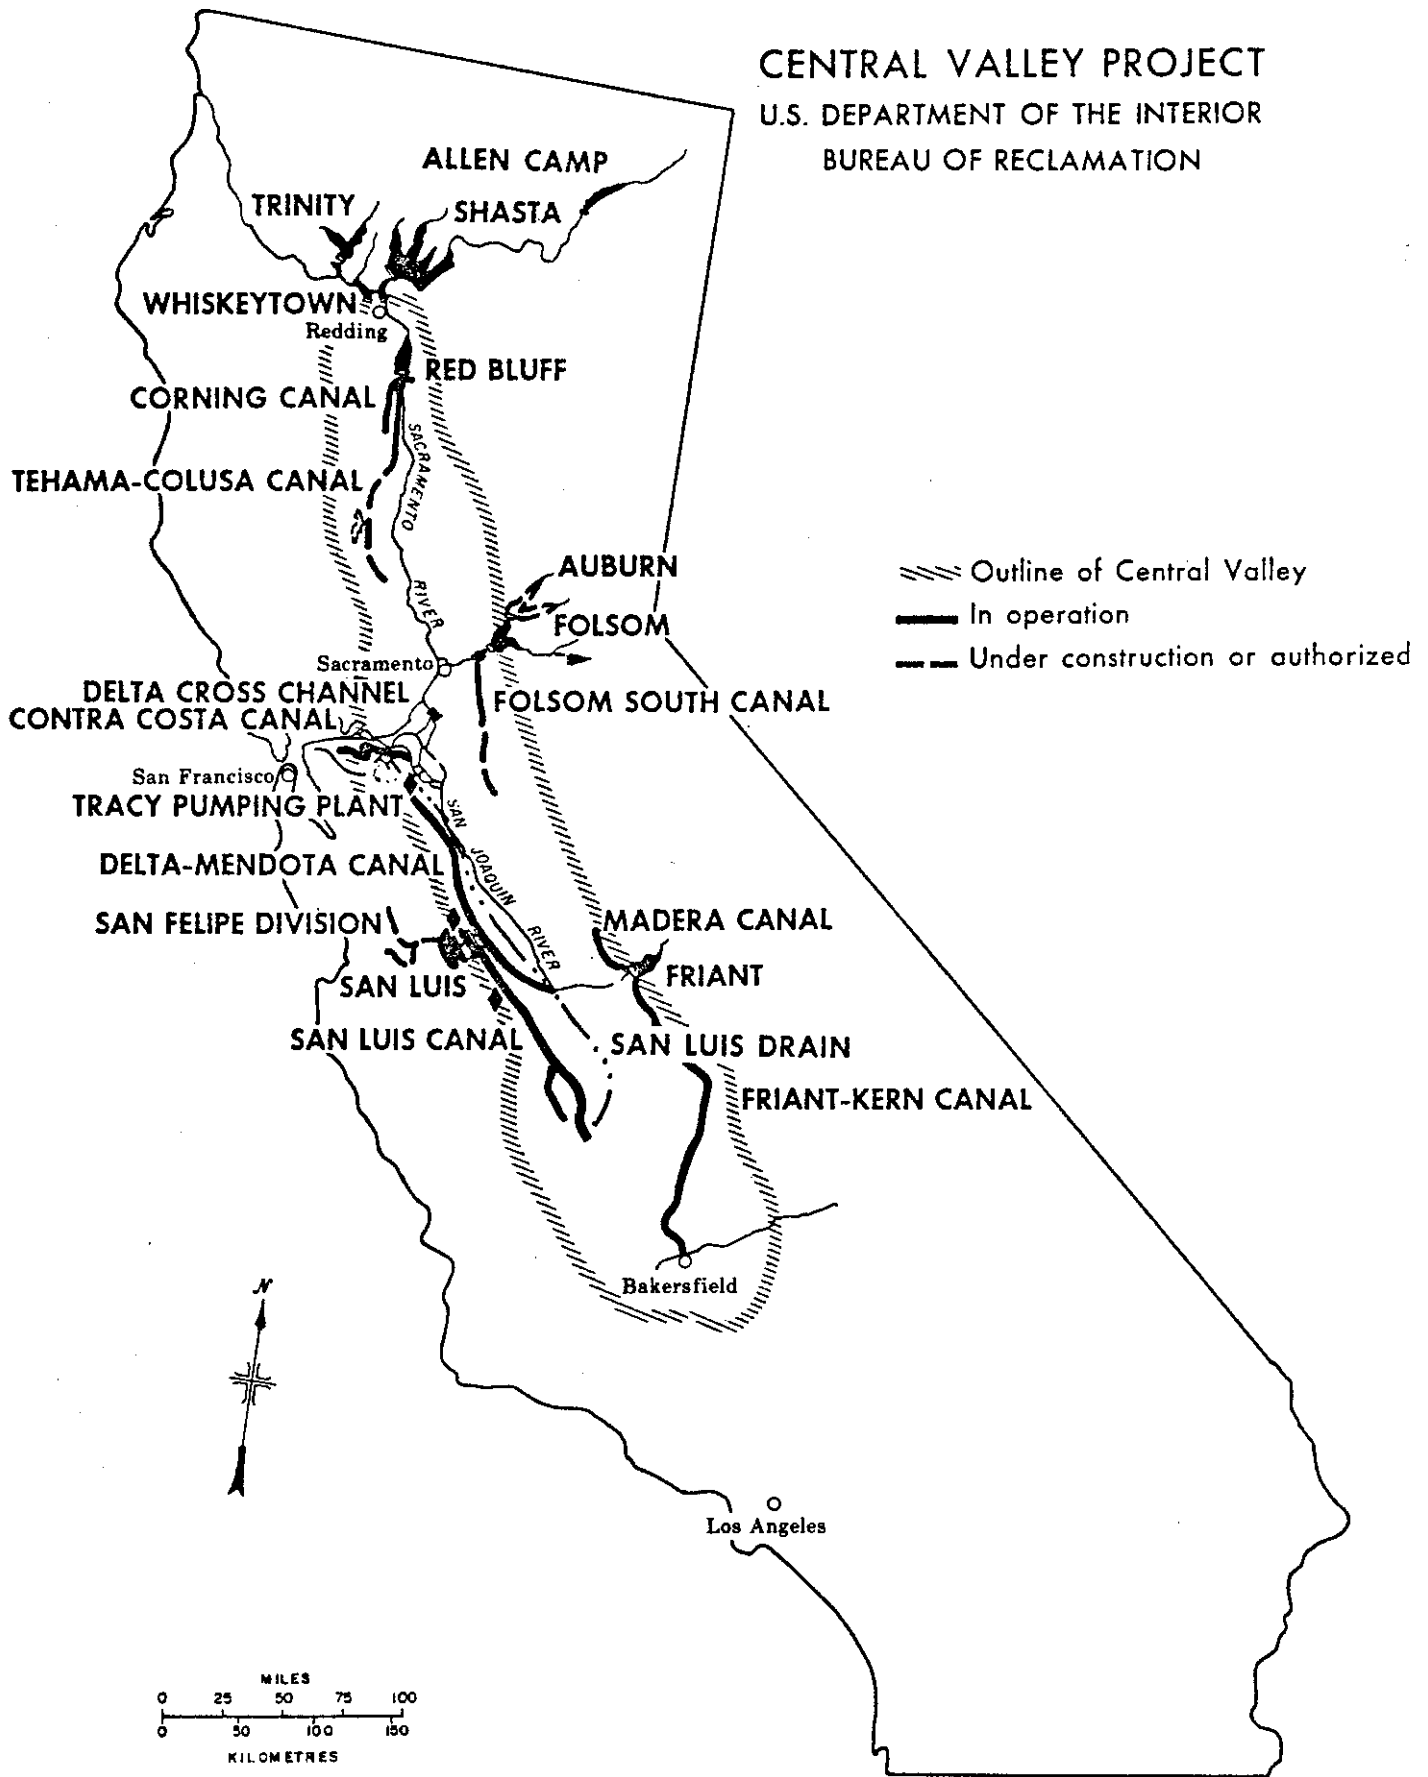 CENTRAL VALLEY PROJECT
U.S. DEPARTMENT OF THE INTERIOR
BUREAU OF RECLAMATION
ALLEN CAMP
TRINITY
SHASTA
WHISKEYTOWN
Redding
RED BLUFF
CORNING CANAL
SACRAMENTO
TEHAMA-COLUSA CANAL
RIVER
AUBURN
FOLSOM
Outline of Central Valley
In operation
Under construction or authorized
Sacramento
DELTA CROSS CHANNEL
FOLSOM SOUTH CANAL
CONTRA COSTA CANAL
San Francisco
TRACY PUMPING PLANT
SAN
JOAQUIN
RIVER
DELTA-MENDOTA CANAL
SAN FELIPE DIVISION
MADERA CANAL
FRIANT
SAN LUIS
SAN LUIS CANAL
SAN LUIS DRAIN
FRIANT-KERN CANAL
Bakersfield
N
Los Angeles
MILES
0 25 50 75 100
0 50 100 150
KILOMETRES